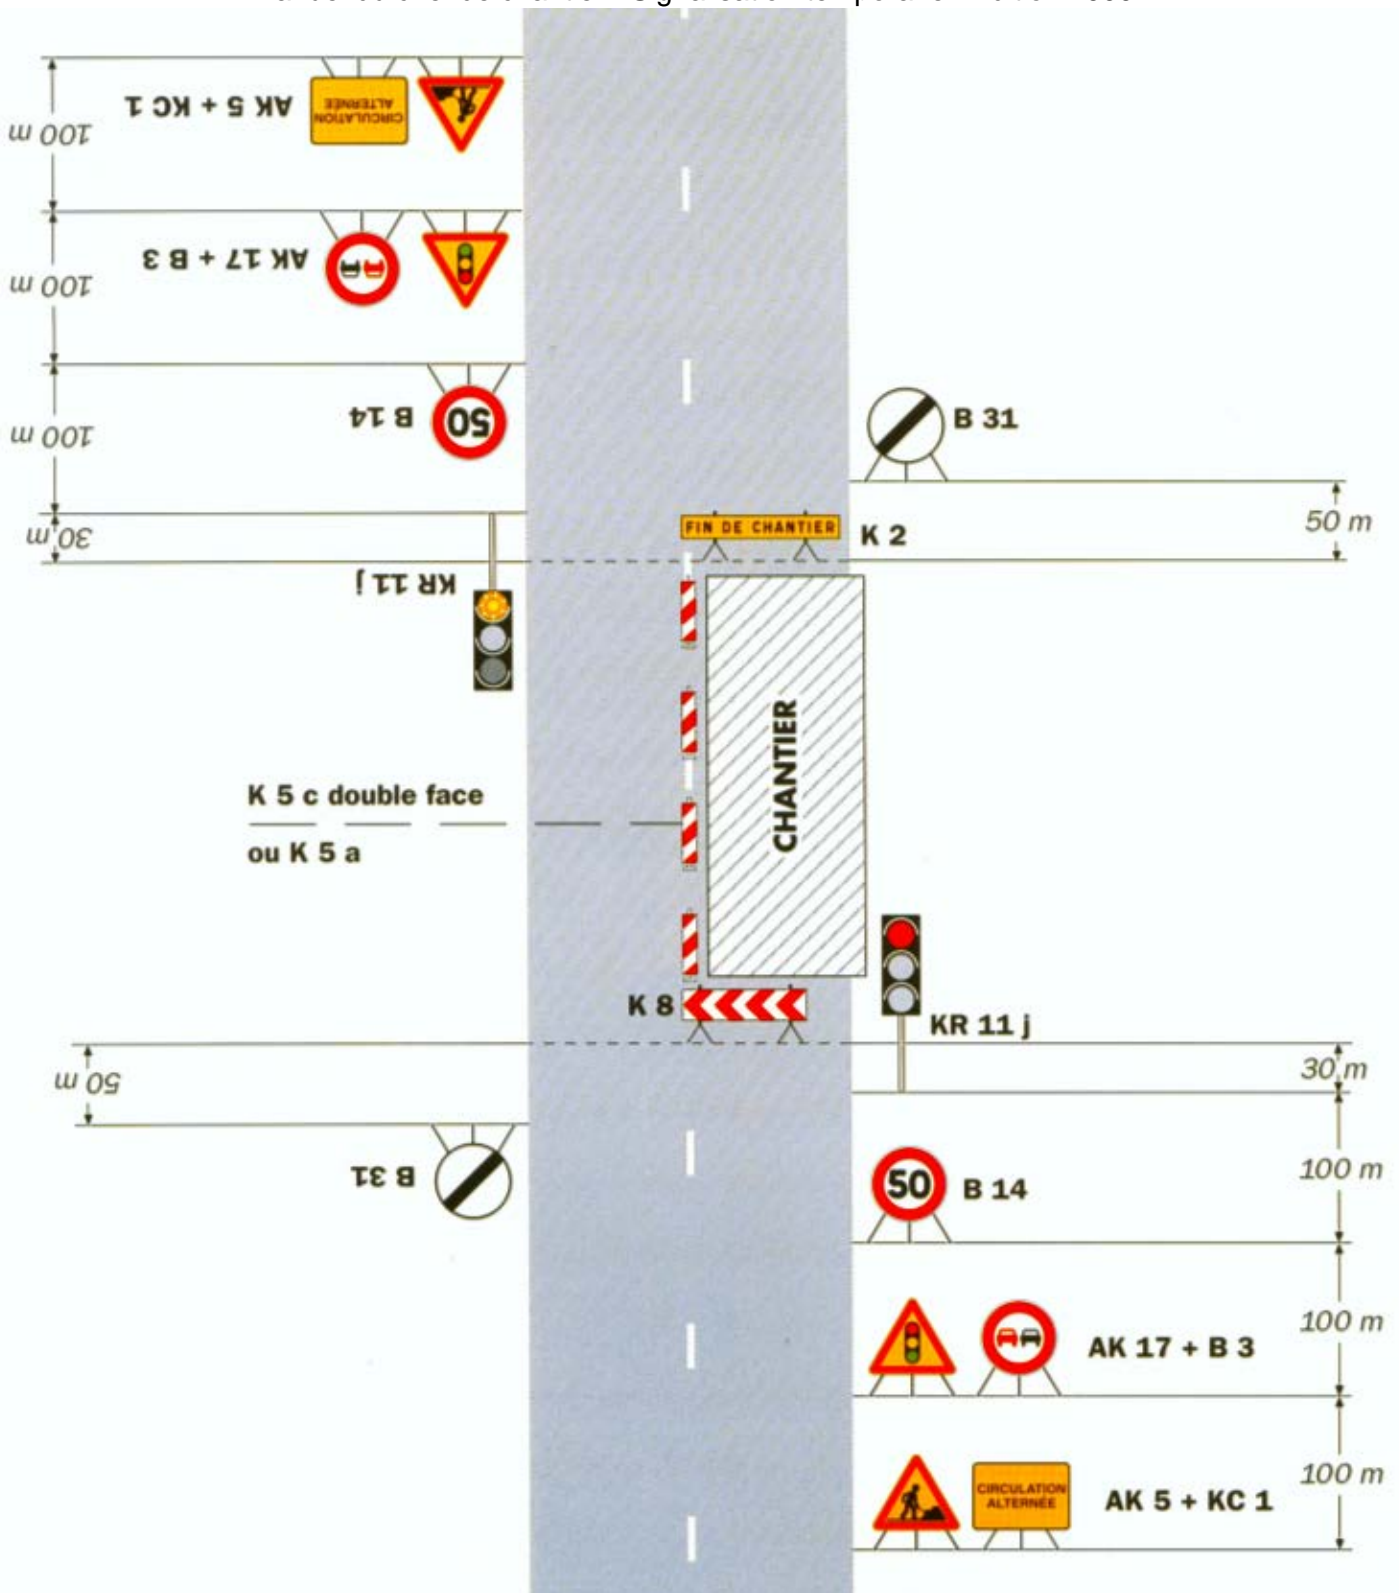 AK 5 + KC 1
CIRCULATION
ALTERNÉE
100 m
AK 17 + B 3
100 m
B 14
50
100 m
B 31
30 m
50 m
FIN DE CHANTIER
K 2
KR 11 j
CHANTIER
K 5 c double face
ou K 5 a
K 8
KR 11 j
50 m
30 m
B 31
50
B 14
100 m
AK 17 + B 3
100 m
CIRCULATION
ALTERNÉE
AK 5 + KC 1
100 m